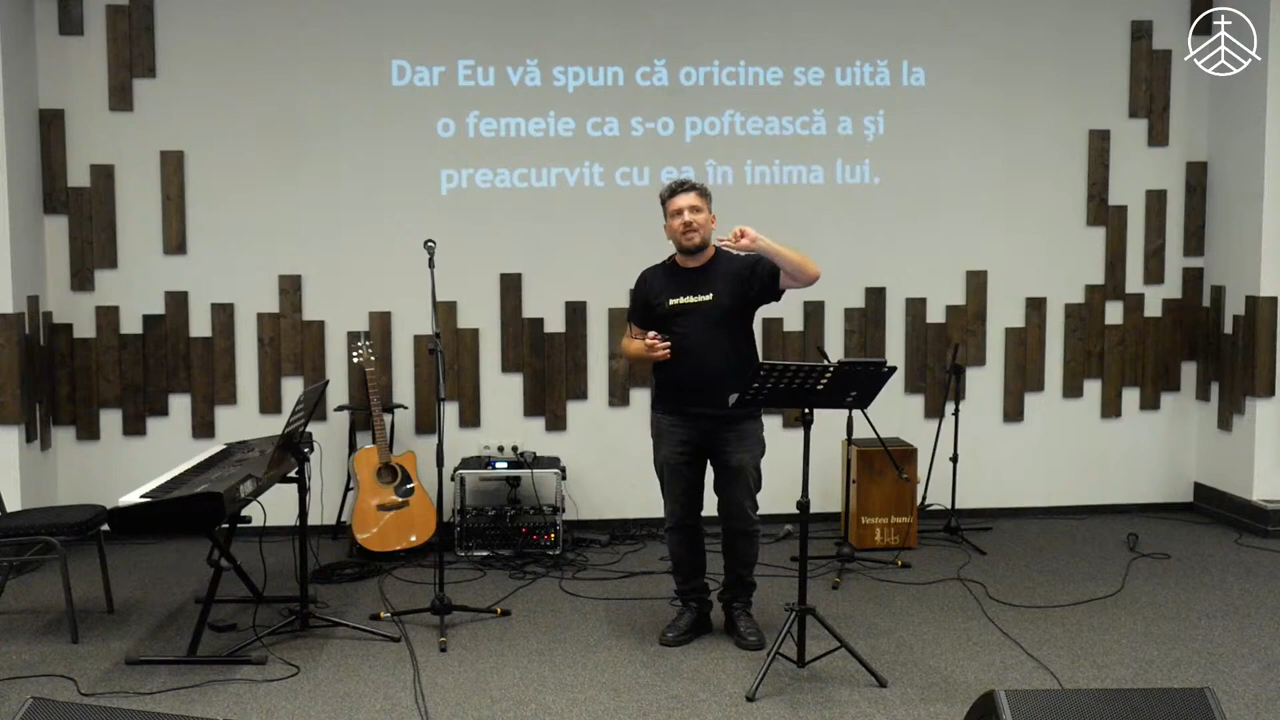 Dar Eu vă spun că oricine se uită la
o femeie ca s-o poftească a și
preacurvit cu ea în inima lui.
înrădăcinat
Vestea bună